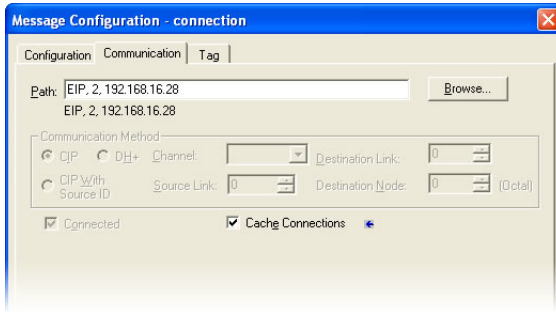 Message Configuration - connection
Configuration Communication Tag
Path: EIP, 2, 192.168.16.28 Browse...
EIP, 2, 192.168.16.28
Communication Method
CIP DH+ Channel: Destination Link: 0
CIP With Source ID Source Link: 0 Destination Node: 0 (Octal)
Connected Cache Connections